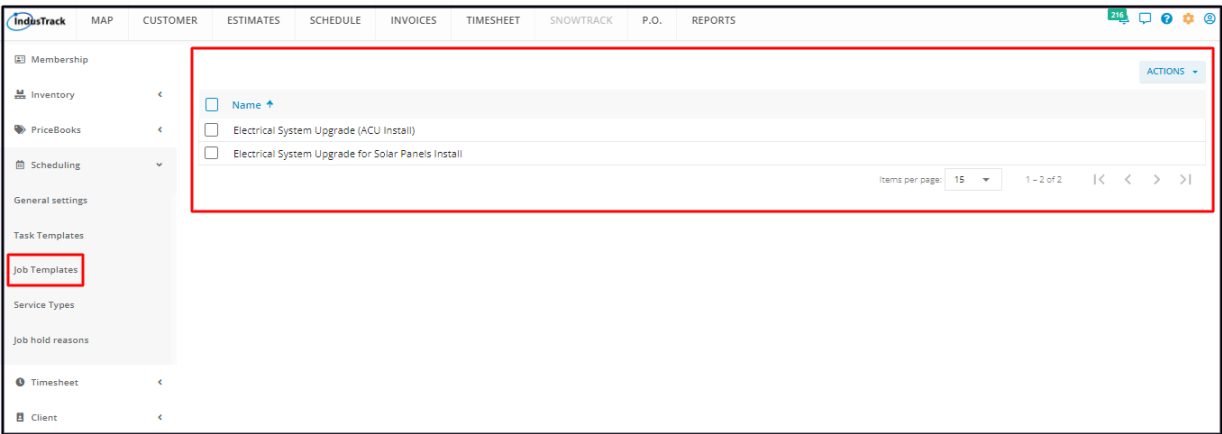 IndusTrack MAP CUSTOMER ESTIMATES SCHEDULE INVOICES TIMESHEET SNOWTRACK P.O. REPORTS 216
Membership
ACTIONS
Inventory
Name
PriceBooks
Electrical System Upgrade (ACU Install)
Electrical System Upgrade for Solar Panels Install
Scheduling
Items per page: 15 1 – 2 of 2
General settings
Task Templates
Job Templates
Service Types
Job hold reasons
Timesheet
Client